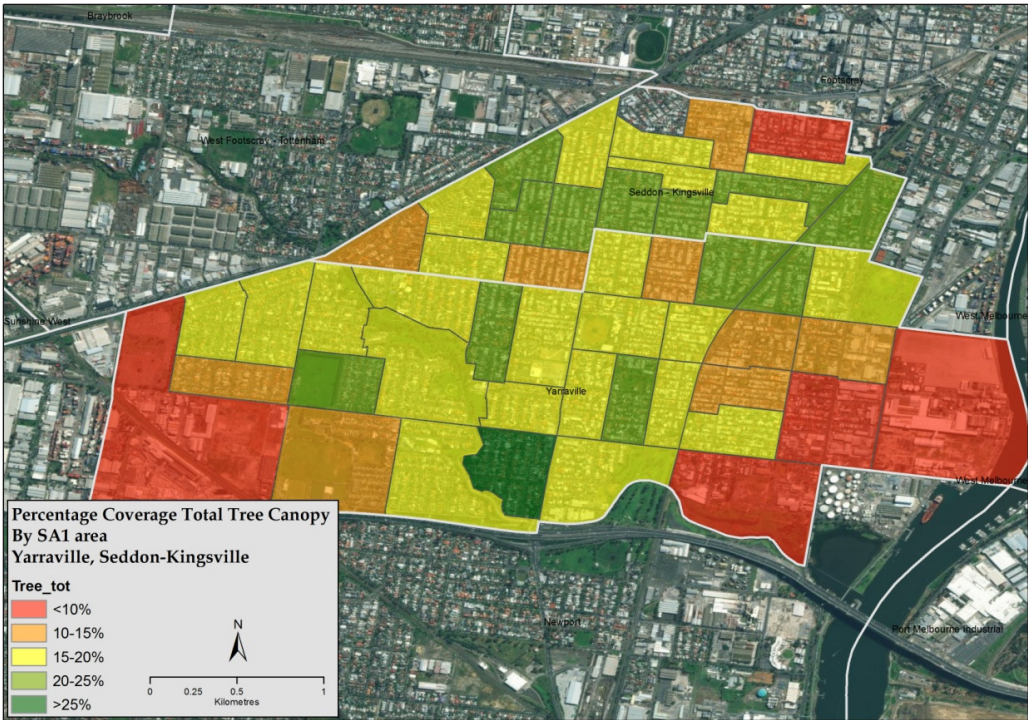 Braybrook
Footscray
West Footscray - Tottenham
Seddon - Kingsville
Sunshine West
West Melbourne
Yarraville
West Melbourne
Newport
Port Melbourne Industrial
Percentage Coverage Total Tree Canopy
By SA1 area
Yarraville, Seddon-Kingsville
Tree_tot
<10%
10-15%
15-20%
20-25%
>25%
N
0 0.25 0.5 1
Kilometres